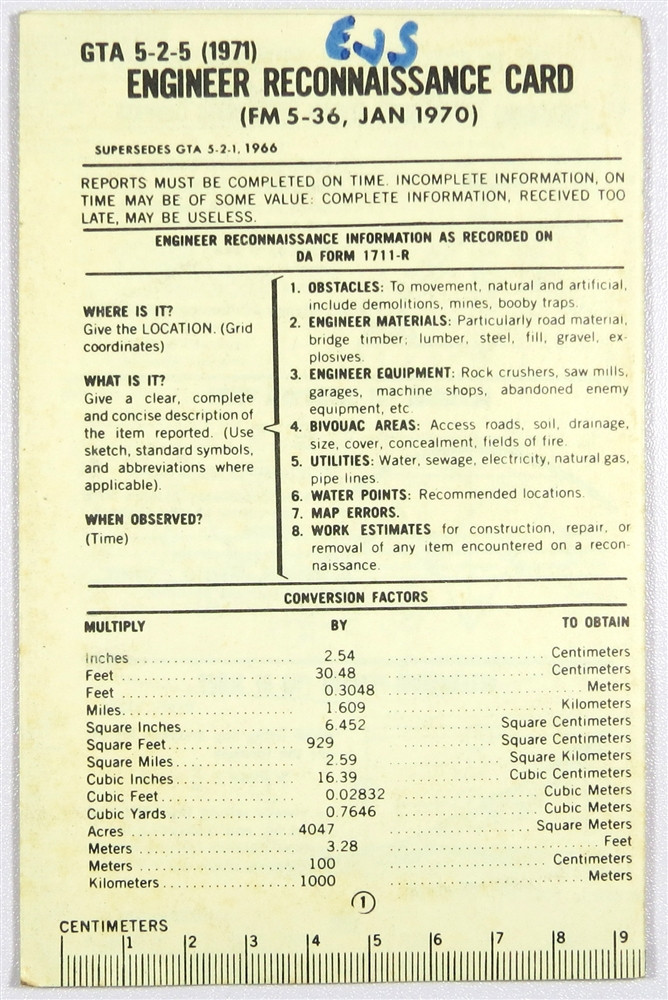 EJS
GTA 5-2-5 (1971)
ENGINEER RECONNAISSANCE CARD
(FM 5-36, JAN 1970)
SUPERSEDES GTA 5-2-1, 1966
REPORTS MUST BE COMPLETED ON TIME. INCOMPLETE INFORMATION, ON
TIME MAY BE OF SOME VALUE: COMPLETE INFORMATION, RECEIVED TOO
LATE, MAY BE USELESS.
ENGINEER RECONNAISSANCE INFORMATION AS RECORDED ON
DA FORM 1711-R
WHERE IS IT?
Give the LOCATION. (Grid
coordinates)
WHAT IS IT?
Give a clear, complete
and concise description of
the item reported. (Use
sketch, standard symbols,
and abbreviations where
applicable).
WHEN OBSERVED?
(Time)
1. OBSTACLES: To movement, natural and artificial,
include demolitions, mines, booby traps.
2. ENGINEER MATERIALS: Particularly road material,
bridge timber; lumber, steel, fill, gravel, ex-
plosives.
3. ENGINEER EQUIPMENT: Rock crushers, saw mills,
garages, machine shops, abandoned enemy
equipment, etc
4. BIVOUAC AREAS: Access roads, soil, drainage,
size, cover, concealment, fields of fire.
5. UTILITIES: Water, sewage, electricity, natural gas,
pipe lines.
6. WATER POINTS: Recommended locations.
7. MAP ERRORS.
8. WORK ESTIMATES for construction, repair, or
removal of any item encountered on a recon-
naissance.
CONVERSION FACTORS
MULTIPLY BY TO OBTAIN
Inches 2.54 Centimeters
Feet 30.48 Centimeters
Feet 0.3048 Meters
Miles 1.609 Kilometers
Square Inches 6.452 Square Centimeters
Square Feet 929 Square Centimeters
Square Miles 2.59 Square Kilometers
Cubic Inches 16.39 Cubic Centimeters
Cubic Feet 0.02832 Cubic Meters
Cubic Yards 0.7646 Cubic Meters
Acres 4047 Square Meters
Meters 3.28 Feet
Meters 100 Centimeters
Kilometers 1000 Meters
1
CENTIMETERS
1 2 3 4 5 6 7 8 9